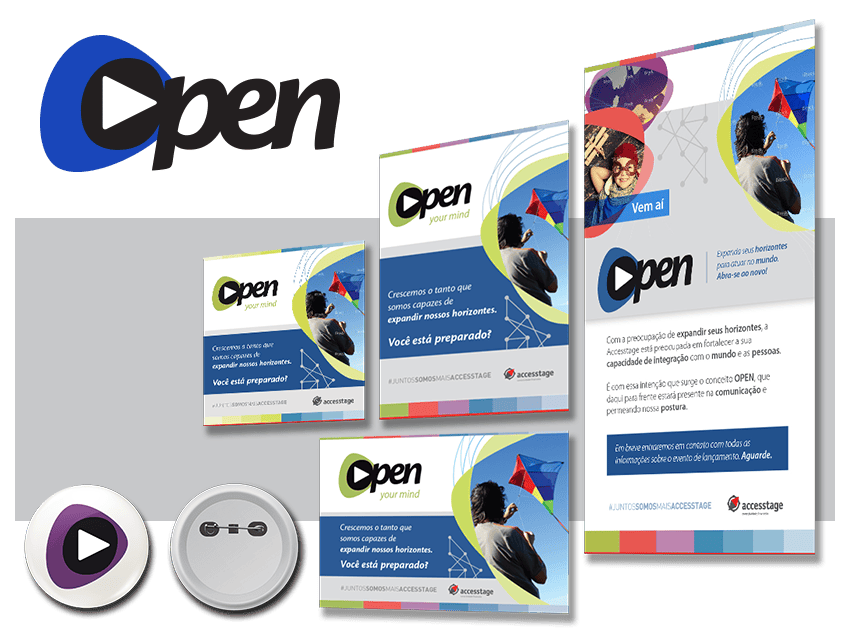 Open
Open
your mind
Crescemos o tanto que
somos capazes de
expandir nossos horizontes.
Você está preparado?
#JUNTOSSOMOSMAISACCESSTAGE
accesstage
Open
your mind
Crescemos o tanto que
somos capazes de
expandir nossos horizontes.
Você está preparado?
#JUNTOSSOMOSMAISACCESSTAGE
accesstage
Open
your mind
Crescemos o tanto que
somos capazes de
expandir nossos horizontes.
Você está preparado?
#JUNTOSSOMOSMAISACCESSTAGE
accesstage
Vem aí
Open
Expanda seus horizontes
para atuar no mundo.
Abra-se ao novo!
Com a preocupação de expandir seus horizontes, a
Accesstage está preocupada em fortalecer a sua
capacidade de integração com o mundo e as pessoas.
É com essa intenção que surge o conceito OPEN, que
daqui para frente estará presente na comunicação e
permeando nossa postura.
Em breve entraremos em contato com todas as
informações sobre o evento de lançamento. Aguarde.
#JUNTOSSOMOSMAISACCESSTAGE
accesstage